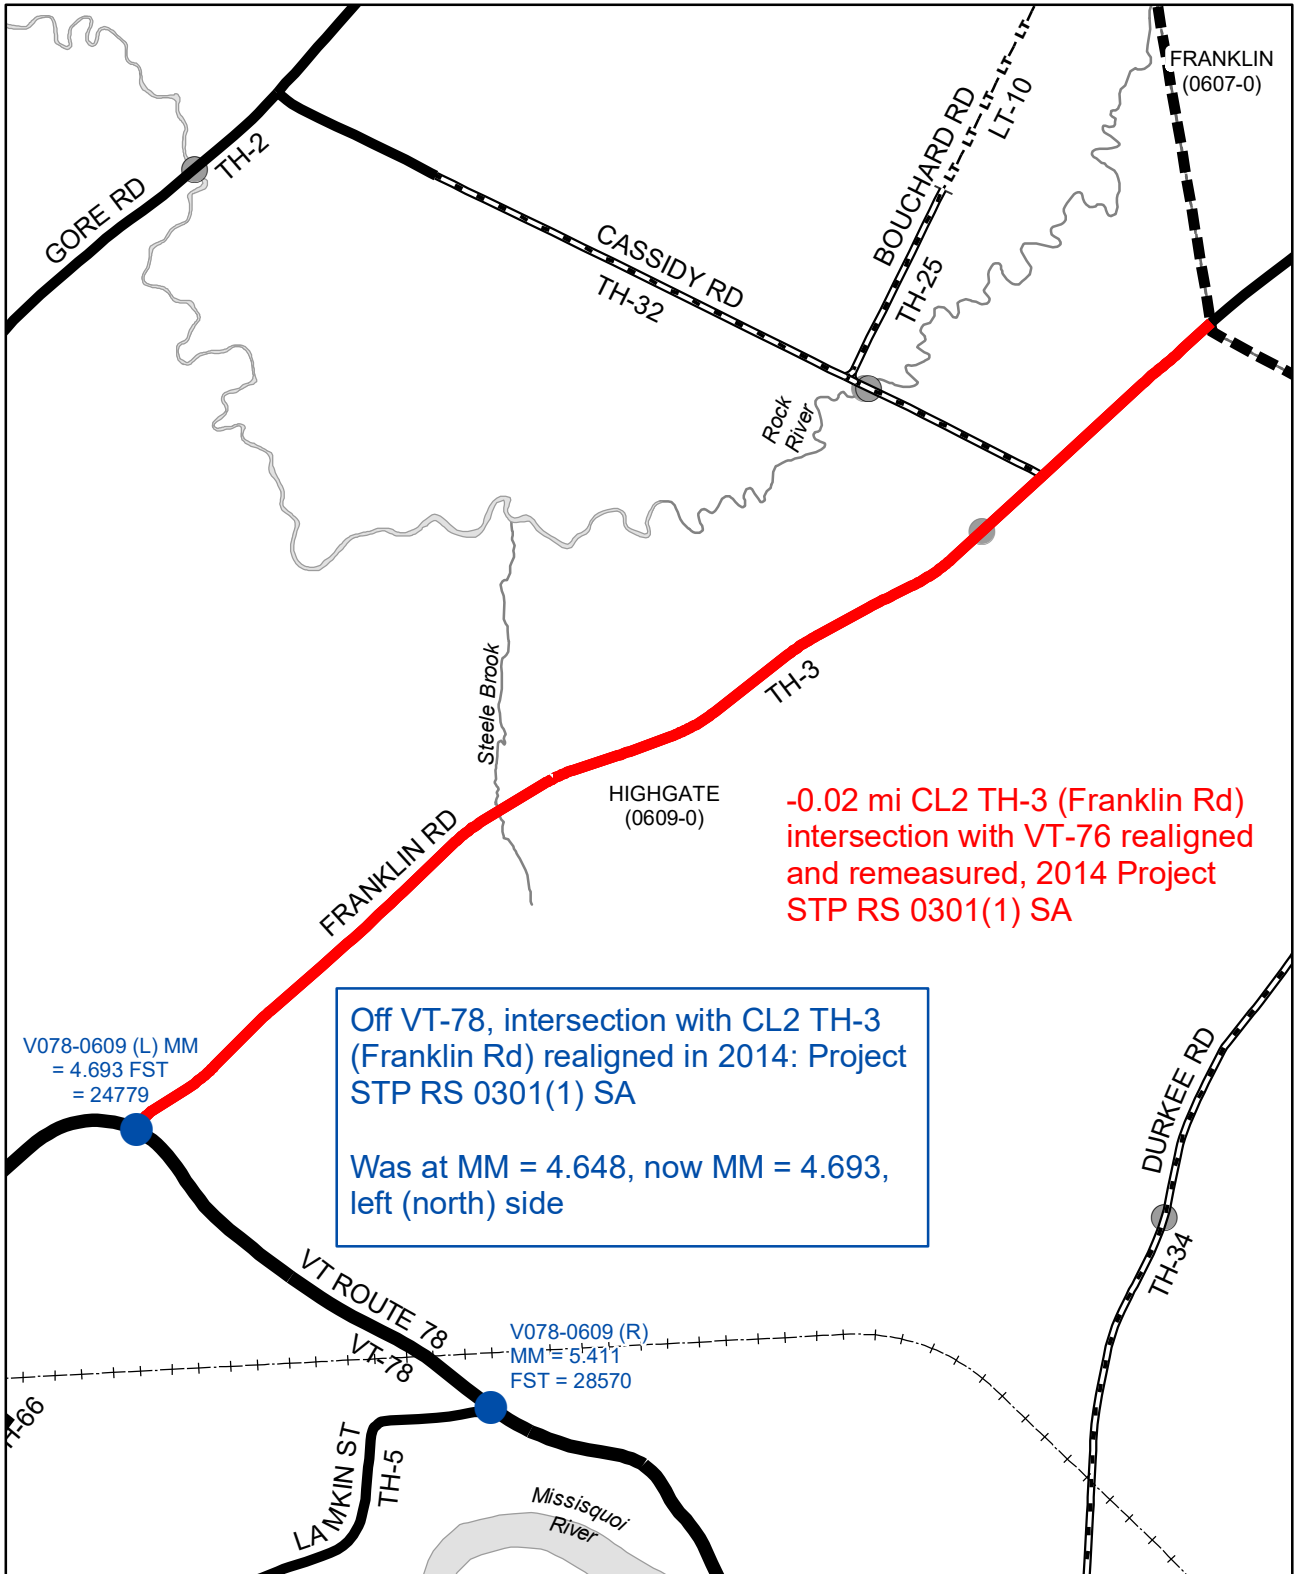 FRANKLIN
(0607-0)
LT LT LT LT
LT-10
BOUCHARD RD
TH-2
GORE RD
CASSIDY RD
TH-25
TH-32
Rock
River
Steele Brook
TH-3
HIGHGATE
(0609-0)
-0.02 mi CL2 TH-3 (Franklin Rd)
intersection with VT-76 realigned
and remeasured, 2014 Project
STP RS 0301(1) SA
FRANKLIN RD
Off VT-78, intersection with CL2 TH-3
(Franklin Rd) realigned in 2014: Project
STP RS 0301(1) SA
Was at MM = 4.648, now MM = 4.693,
left (north) side
V078-0609 (L) MM
= 4.693 FST
= 24779
DURKEE RD
TH-34
VT ROUTE 78
VT-78
V078-0609 (R)
MM = 5.411
FST = 28570
H-66
LAMKIN ST
TH-5
Missisquoi
River